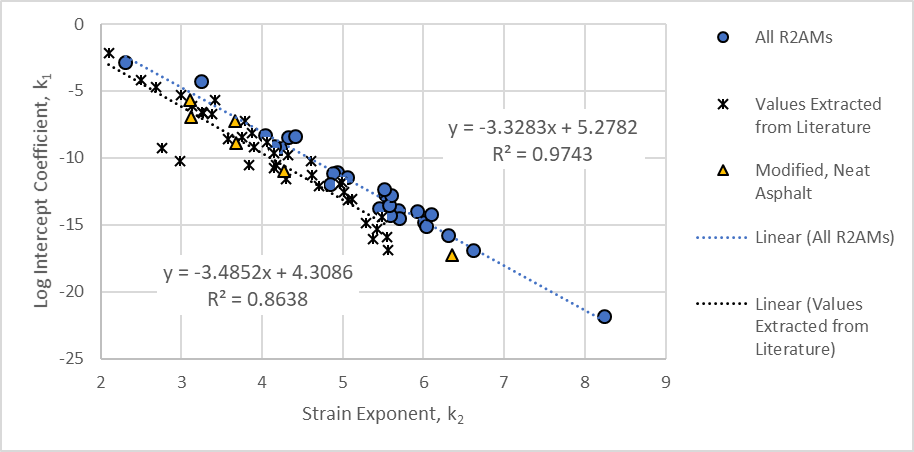 0
-5
-10
-15
-20
-25
2 3 4 5 6 7 8 9
Log Intercept Coefficient, k1
Strain Exponent, k2
y = -3.3283x + 5.2782
R² = 0.9743
y = -3.4852x + 4.3086
R² = 0.8638
All R2AMs
Values Extracted
from Literature
Modified, Neat
Asphalt
Linear (All R2AMs)
Linear (Values
Extracted from
Literature)